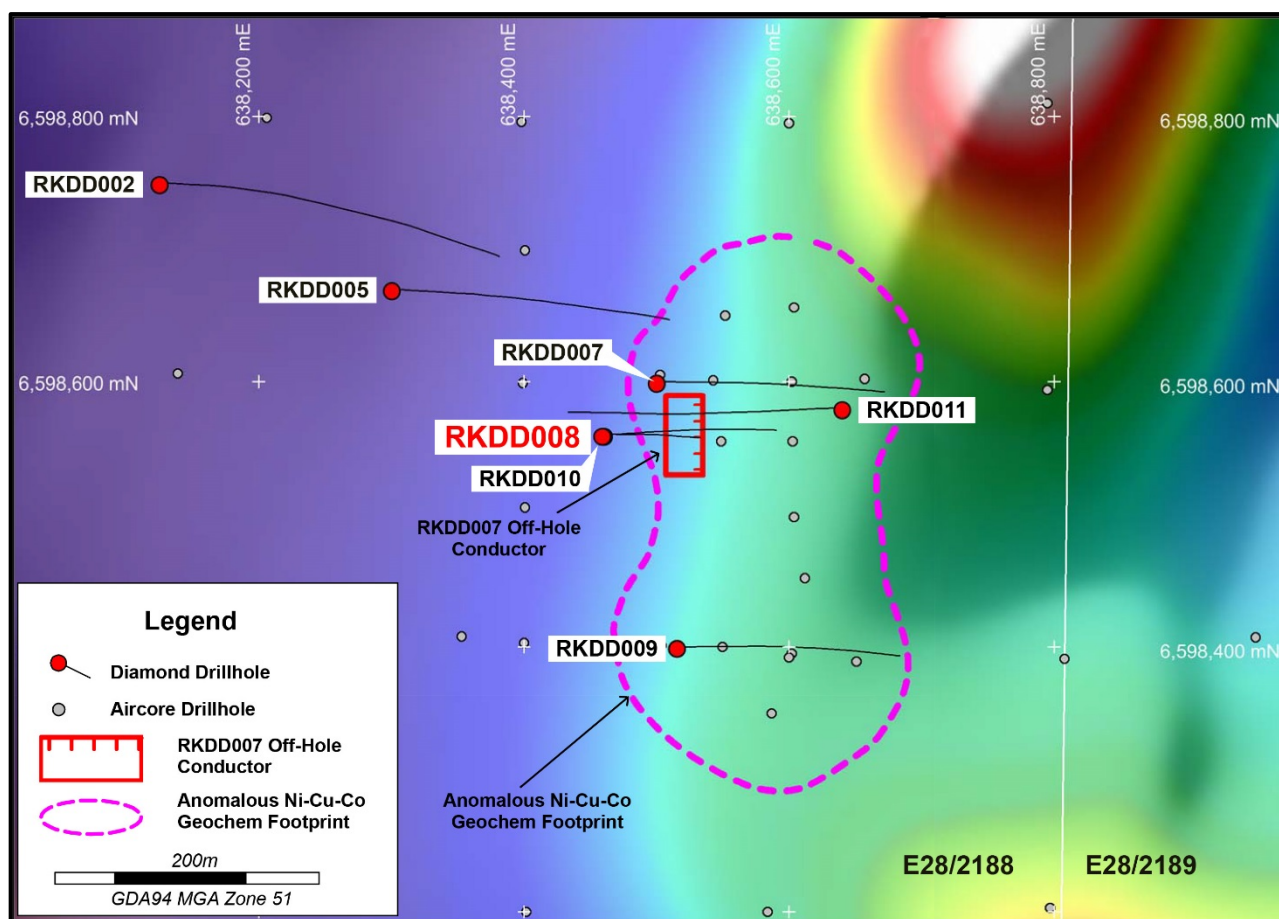 638,200 mE
638,400 mE
638,600 mE
638,800 mE
6,598,800 mN
6,598,800 mN
RKDD002
RKDD005
RKDD007
6,598,600 mN
6,598,600 mN
RKDD011
RKDD008
RKDD010
RKDD007 Off-Hole
Conductor
RKDD009
6,598,400 mN
Anomalous Ni-Cu-Co
Geochem Footprint
E28/2188
E28/2189
Legend
Diamond Drillhole
Aircore Drillhole
RKDD007 Off-Hole
Conductor
Anomalous Ni-Cu-Co
Geochem Footprint
200m
GDA94 MGA Zone 51